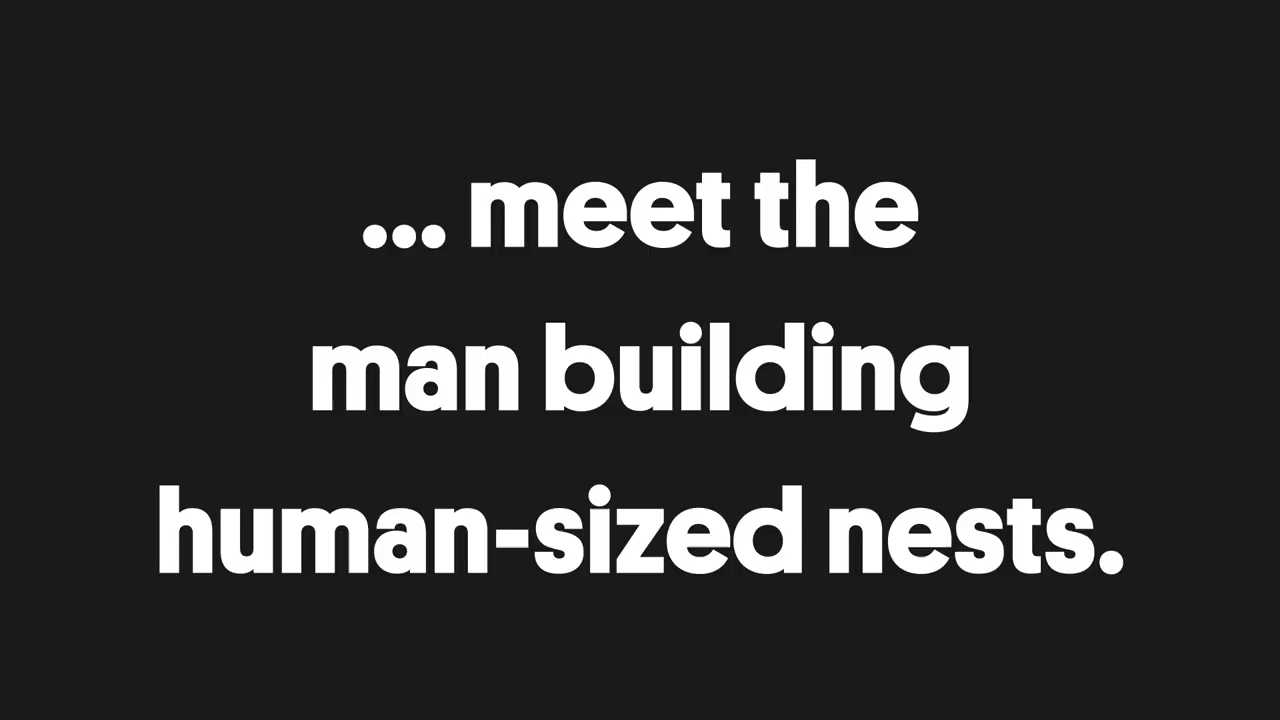 ... meet the
man building
human-sized nests.